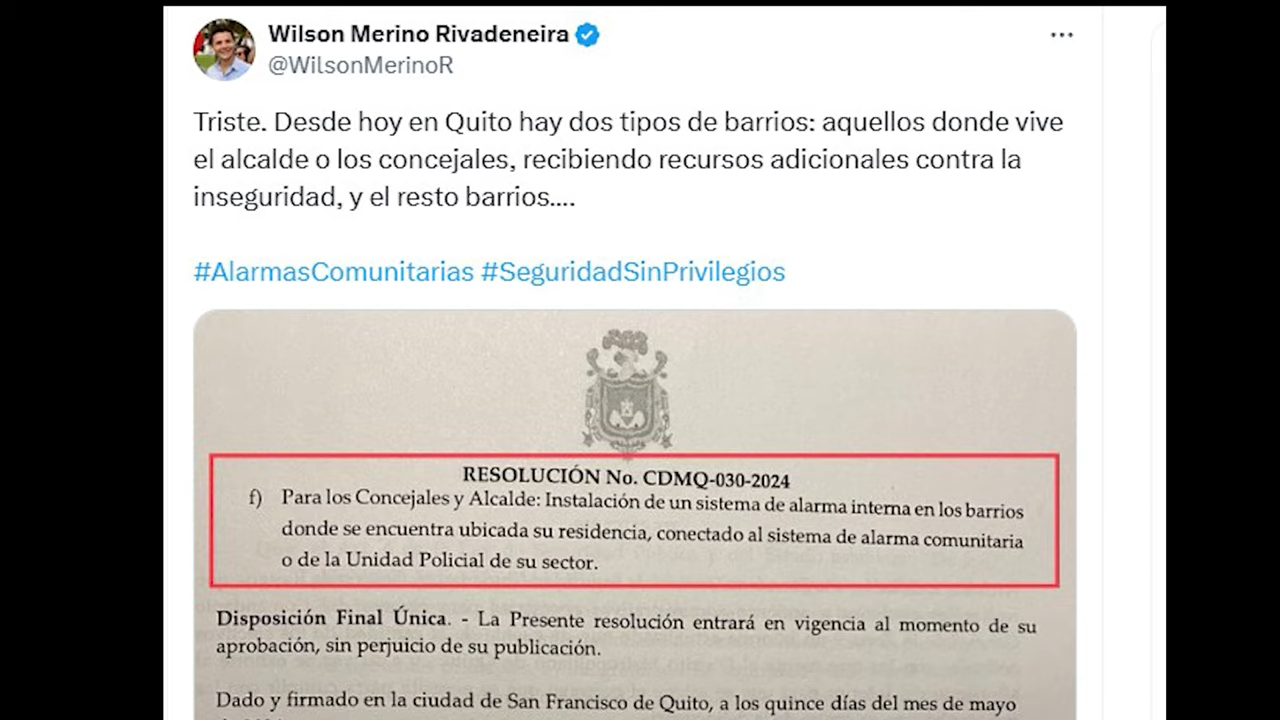 Wilson Merino Rivadeneira
@WilsonMerinoR
Triste. Desde hoy en Quito hay dos tipos de barrios: aquellos donde vive
el alcalde o los concejales, recibiendo recursos adicionales contra la
inseguridad, y el resto barrios....
#AlarmasComunitarias #SeguridadSinPrivilegios
RESOLUCIÓN No. CDMQ-030-2024
f) Para los Concejales y Alcalde: Instalación de un sistema de alarma interna en los barrios
donde se encuentra ubicada su residencia, conectado al sistema de alarma comunitaria
o de la Unidad Policial de su sector.
Disposición Final Única. - La Presente resolución entrará en vigencia al momento de su
aprobación, sin perjuicio de su publicación.
Dado y firmado en la ciudad de San Francisco de Quito, a los quince días del mes de mayo